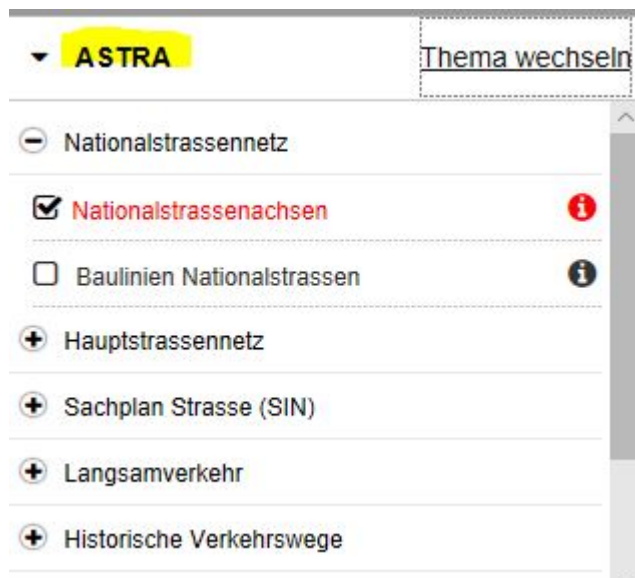 ASTRA Thema wechseln
Nationalstrassennetz
Nationalstrassenachsen
Baulinien Nationalstrassen
Hauptstrassennetz
Sachplan Strasse (SIN)
Langsamverkehr
Historische Verkehrswege